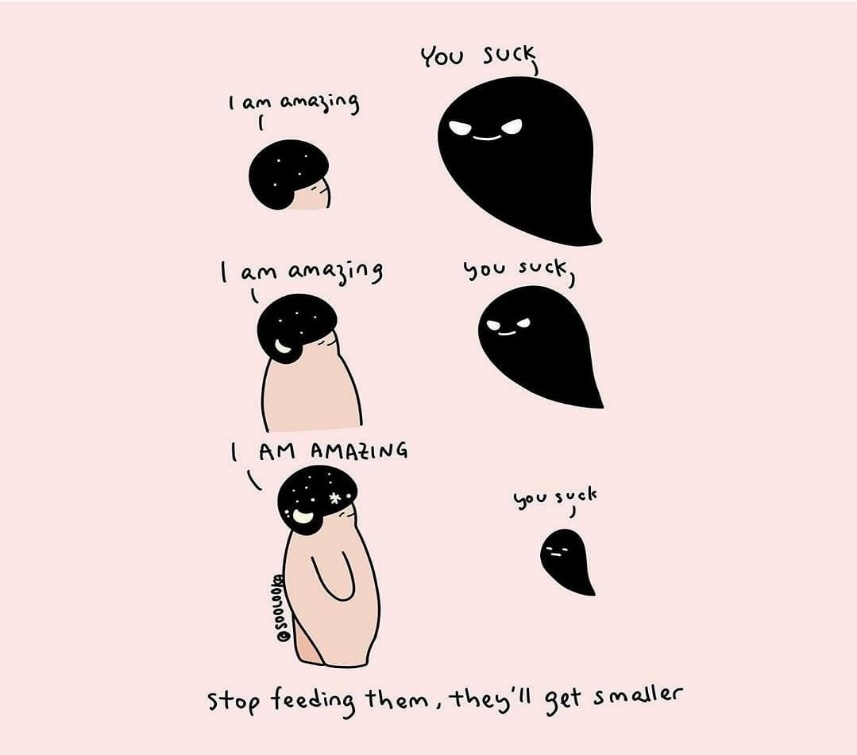 You suck
I am amazing
I am amazing
you suck
I AM AMAZING
you suck
@soolooka
stop feeding them, they'll get smaller